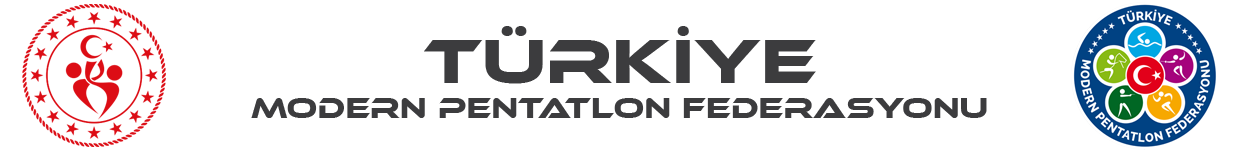 TÜRKİYE
MODERN PENTATLON FEDERASYONU
TÜRKİYE
MODERN PENTATLON FEDERASYONU